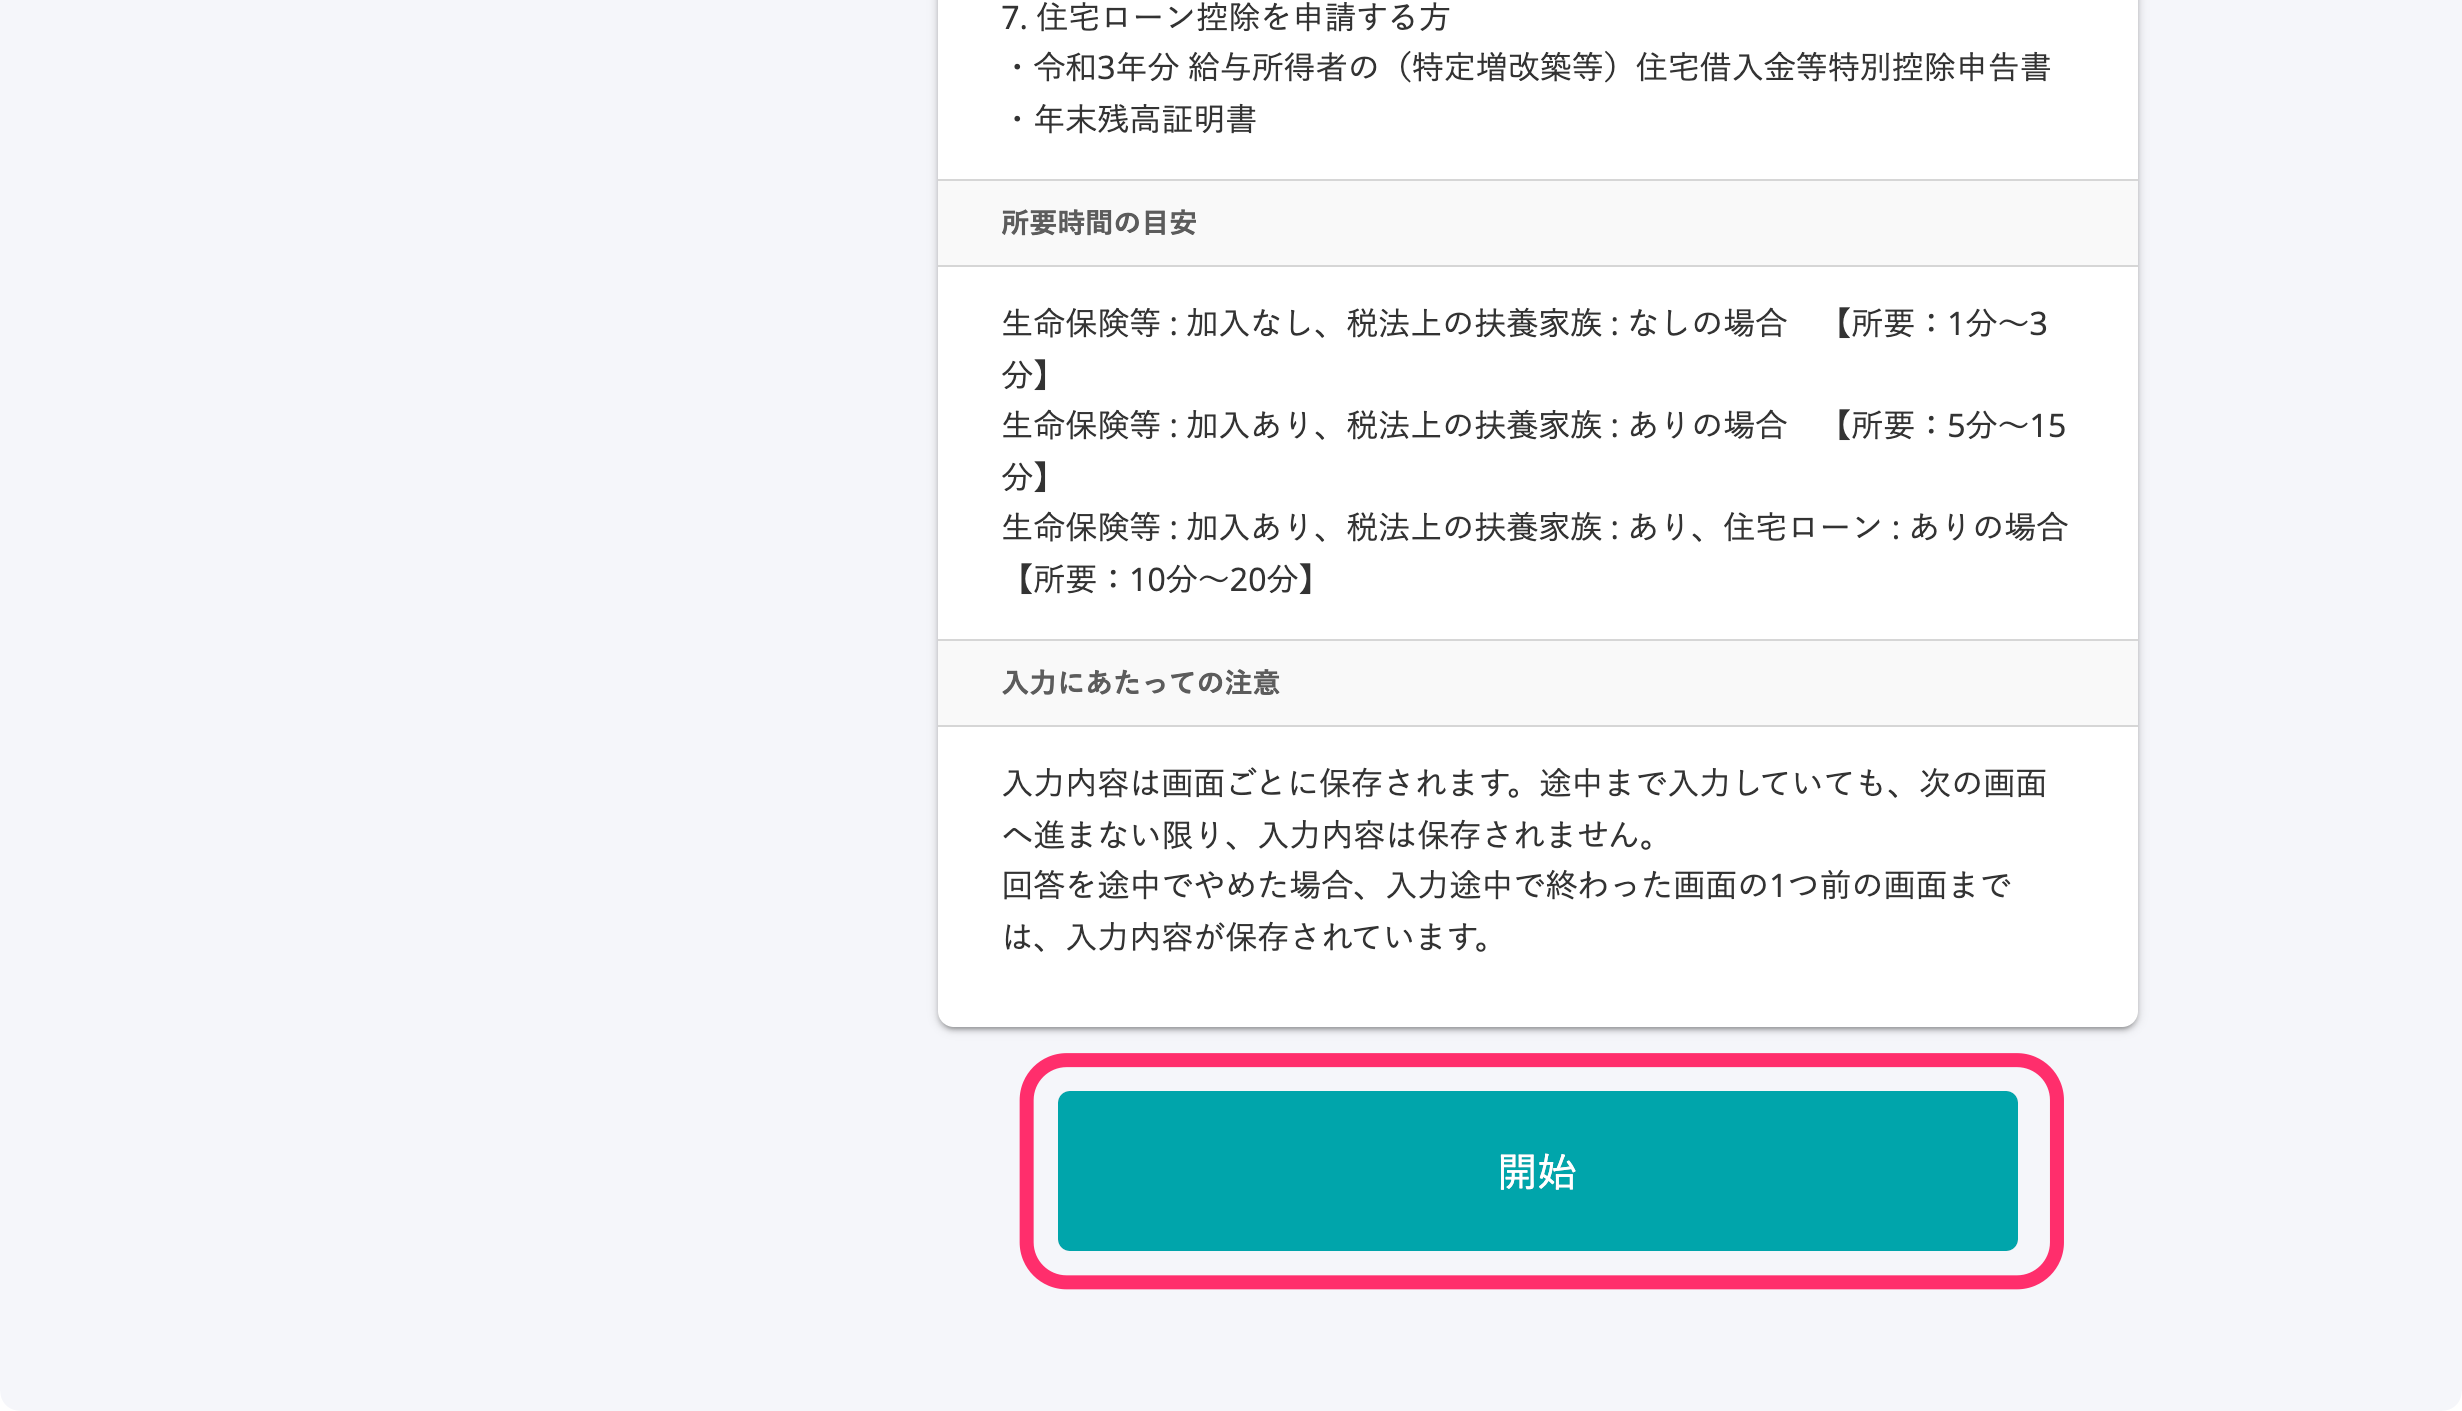 7. 住宅ローン控除を申請する方
・令和3年分 給与所得者の（特定増改築等）住宅借入金等特別控除申告書
・年末残高証明書
所要時間の目安
生命保険等 : 加入なし、税法上の扶養家族 : なしの場合　【所要：1分〜3
分】
生命保険等 : 加入あり、税法上の扶養家族 : ありの場合　【所要：5分〜15
分】
生命保険等 : 加入あり、税法上の扶養家族 : あり、住宅ローン : ありの場合
【所要：10分〜20分】
入力にあたっての注意
入力内容は画面ごとに保存されます。途中まで入力していても、次の画面
へ進まない限り、入力内容は保存されません。
回答を途中でやめた場合、入力途中で終わった画面の1つ前の画面まで
は、入力内容が保存されています。
開始